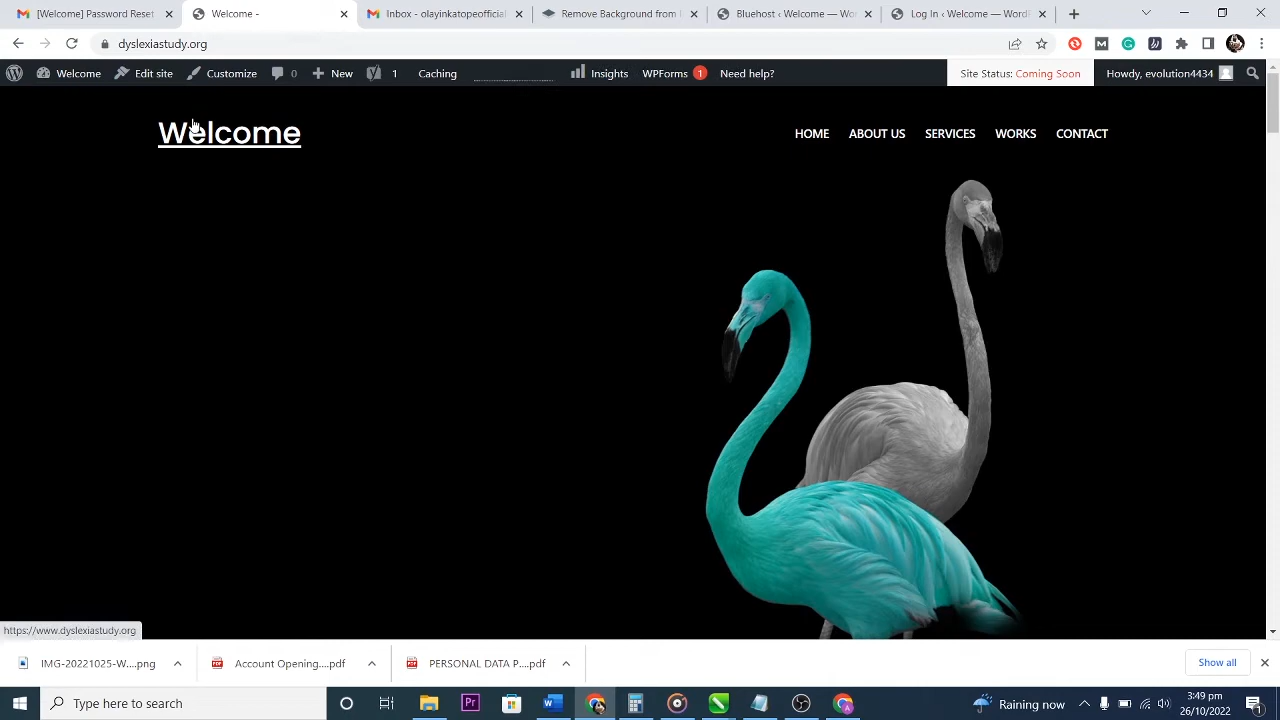 [Welcome] Password Reset
Welcome -
Inbox - olayinkatopeofficial
Remove Background from I
Bluehost ‹ Welcome — Wor
Log In ‹ Welcome — WordF
dyslexiastudy.org
Welcome
Edit site
Customize
0
New
1
Caching
Insights
WPForms 1
Need help?
Site Status: Coming Soon
Howdy, evolution4434
Welcome
HOME
ABOUT US
SERVICES
WORKS
CONTACT
https://www.dyslexiastudy.org
IMG-20221025-W....png
Account Opening....pdf
PERSONAL DATA P....pdf
Show all
Type here to search
Raining now
3:49 pm
26/10/2022